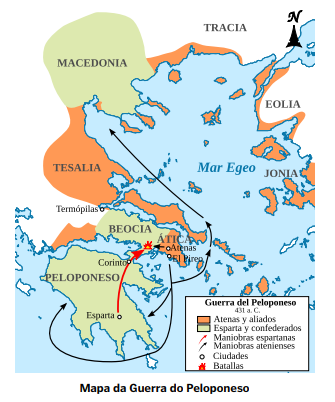 N
TRACIA
MACEDONIA
EOLIA
Mar Egeo
TESALIA
JONIA
Termópilas
BEOCIA
ÁTICA
Atenas
Corinto
El Pireo
PELOPONESO
Esparta
Guerra del Peloponeso
431 a. C.
Atenas y aliados
Esparta y confederados
Maniobras espartanas
Maniobras atenienses
Ciudades
Batallas
Mapa da Guerra do Peloponeso